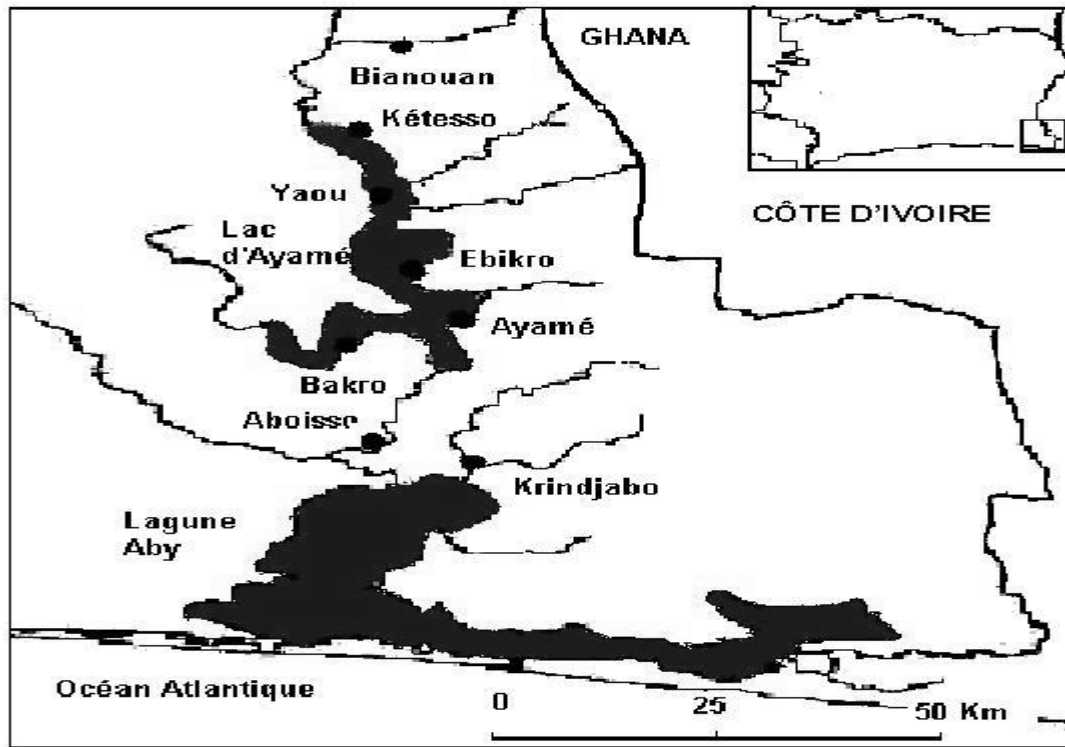 GHANA
Bianouan
Kétesso
Yaou
CÔTE D'IVOIRE
Lac
d'Ayamé
Ebikro
Ayamé
Bakro
Aboisso
Krindjabo
Lagune
Aby
Océan Atlantique
0 25 50 Km